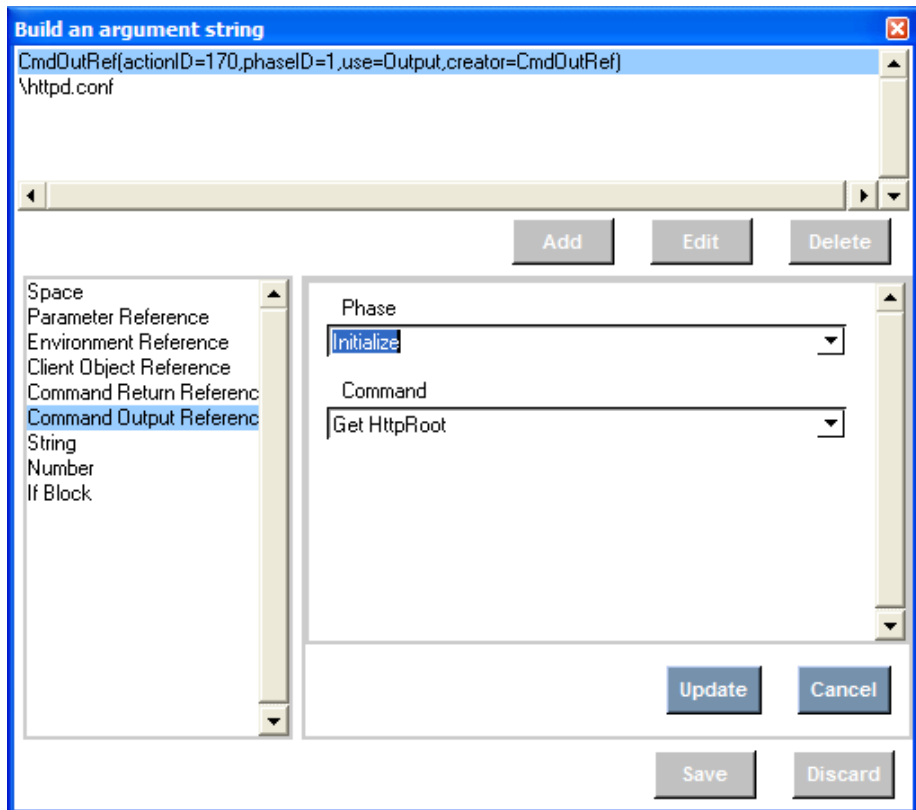 Build an argument string
CmdOutRef(actionID=170,phaseID=1,use=Output,creator=CmdOutRef)
\httpd.conf
Add
Edit
Delete
Space
Parameter Reference
Environment Reference
Client Object Reference
Command Return Referenc
Command Output Referenc
String
Number
If Block
Phase
Initialize
Command
Get HttpRoot
Update
Cancel
Save
Discard